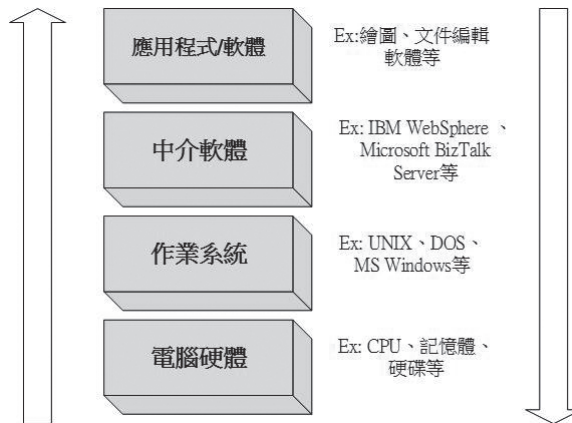 應用程式/軟體
Ex:繪圖、文件編輯
軟體等
中介軟體
Ex: IBM WebSphere 、
Microsoft BizTalk
Server等
作業系統
Ex: UNIX、DOS、
MS Windows等
電腦硬體
Ex: CPU、記憶體、
硬碟等